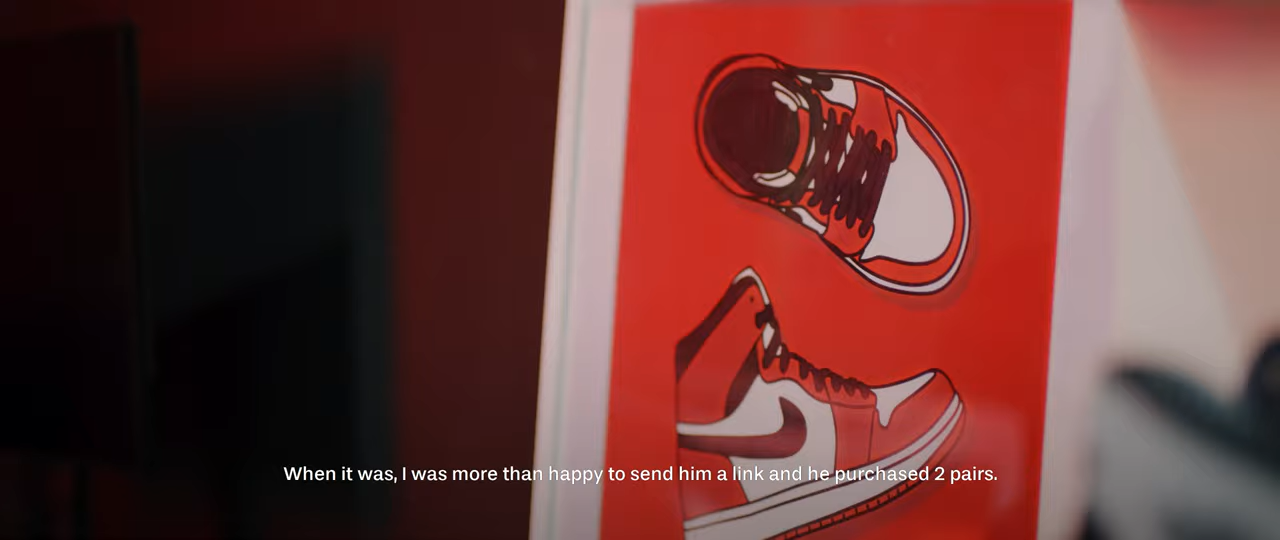 When it was, I was more than happy to send him a link and he purchased 2 pairs.